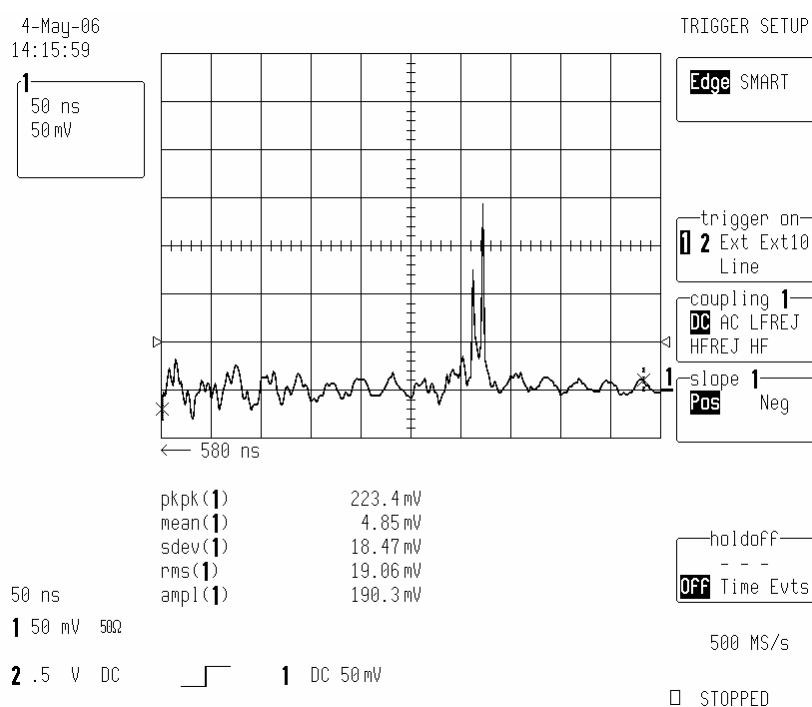 4-May-06
14:15:59
1
50 ns
50 mV
TRIGGER SETUP
Edge SMART
trigger on
1 2 Ext Ext10
Line
coupling 1
DC AC LFREJ
HFREJ HF
1
slope 1
Pos Neg
← 580 ns
pkpk(1) 223.4 mV
mean(1) 4.85 mV
sdev(1) 18.47 mV
rms(1) 19.06 mV
ampl(1) 190.3 mV
holdoff
- - -
Off Time Evts
50 ns
1 50 mV 50Ω
2 .5 V DC
1 DC 50 mV
500 MS/s
STOPPED